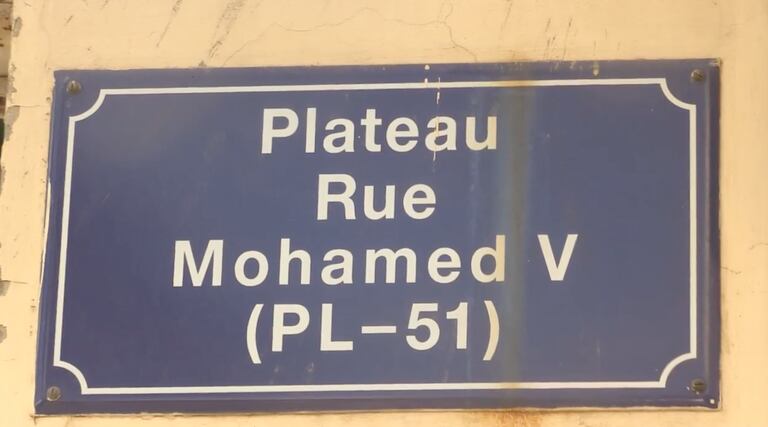 Plateau
Rue
Mohamed V
(PL-51)